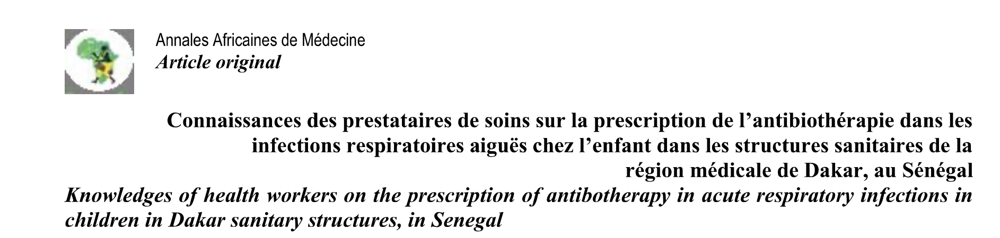 Annales Africaines de Médecine
Article original
Connaissances des prestataires de soins sur la prescription de l’antibiothérapie dans les
infections respiratoires aiguës chez l’enfant dans les structures sanitaires de la
région médicale de Dakar, au Sénégal
Knowledges of health workers on the prescription of antibotherapy in acute respiratory infections in
children in Dakar sanitary structures, in Senegal